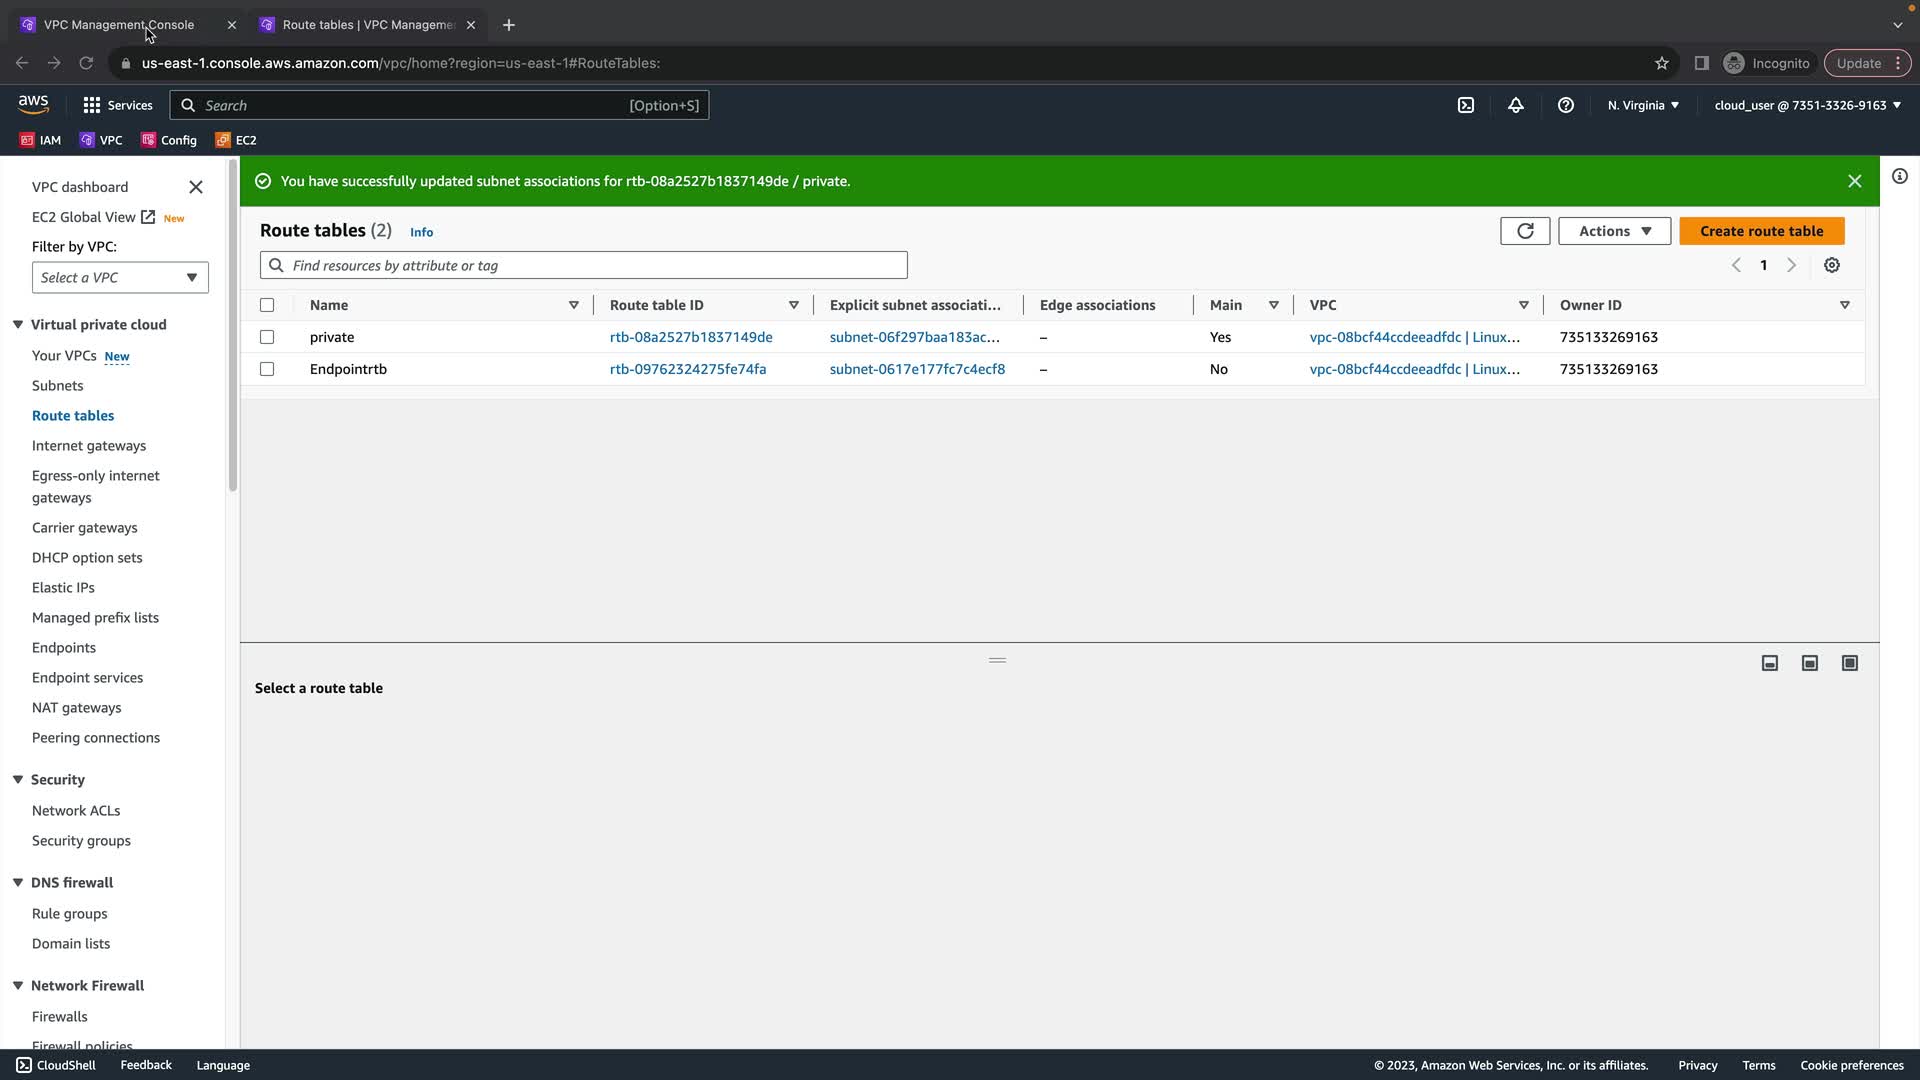 VPC Management Console
Route tables | VPC Manageme
us-east-1.console.aws.amazon.com/vpc/home?region=us-east-1#RouteTables:
Incognito
Update
aws
Services
Search
[Option+S]
N. Virginia
cloud_user @ 7351-3326-9163
IAM
VPC
Config
EC2
VPC dashboard
EC2 Global View New
Filter by VPC:
Select a VPC
Virtual private cloud
Your VPCs New
Subnets
Route tables
Internet gateways
Egress-only internet
gateways
Carrier gateways
DHCP option sets
Elastic IPs
Managed prefix lists
Endpoints
Endpoint services
NAT gateways
Peering connections
Security
Network ACLs
Security groups
DNS firewall
Rule groups
Domain lists
Network Firewall
Firewalls
Firewall policies
You have successfully updated subnet associations for rtb-08a2527b1837149de / private.
Route tables (2) Info
Actions
Create route table
Find resources by attribute or tag
1
Name Route table ID Explicit subnet associati... Edge associations Main VPC Owner ID
private rtb-08a2527b1837149de subnet-06f297baa183ac... – Yes vpc-08bcf44ccdeeadfdc | Linux... 735133269163
Endpointrtb rtb-09762324275fe74fa subnet-0617e177fc7c4ecf8 – No vpc-08bcf44ccdeeadfdc | Linux... 735133269163
Select a route table
CloudShell
Feedback
Language
© 2023, Amazon Web Services, Inc. or its affiliates.
Privacy
Terms
Cookie preferences